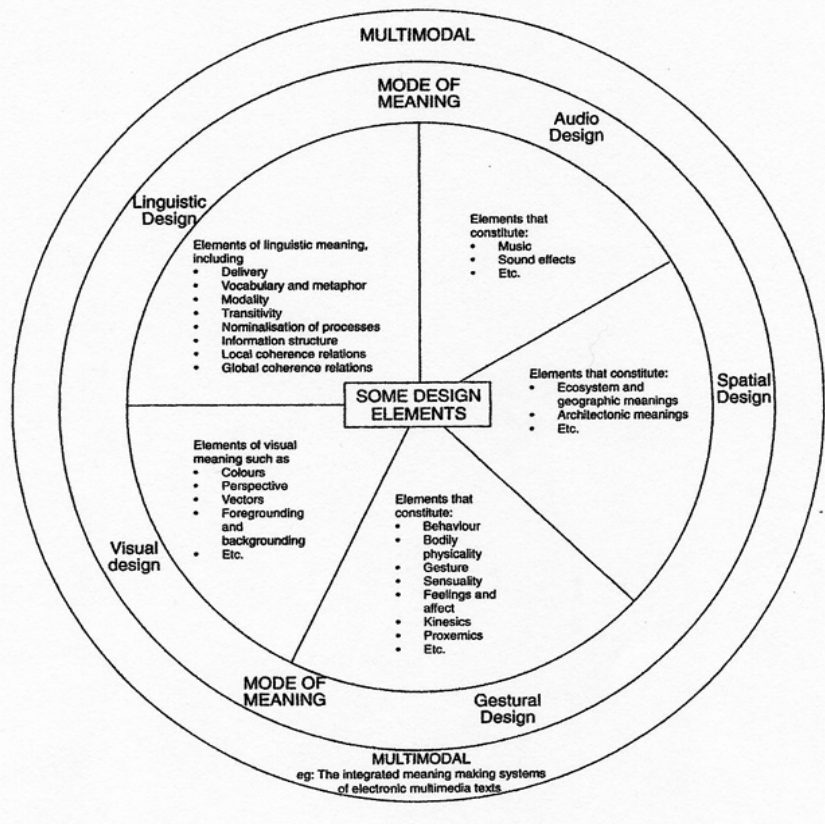 MULTIMODAL
MODE OF
MEANING
Audio
Design
Linguistic
Design
Elements of linguistic meaning,
including
• Delivery
• Vocabulary and metaphor
• Modality
• Transitivity
• Nominalisation of processes
• Information structure
• Local coherence relations
• Global coherence relations
Elements that
constitute:
• Music
• Sound effects
• Etc.
Elements that constitute:
• Ecosystem and
geographic meanings
• Architectonic meanings
• Etc.
Spatial
Design
SOME DESIGN
ELEMENTS
Elements of visual
meaning such as
• Colours
• Perspective
• Vectors
• Foregrounding
and
backgrounding
• Etc.
Visual
design
Elements that
constitute:
• Behaviour
• Bodily
physicality
• Gesture
• Sensuality
• Feelings and
affect
• Kinesics
• Proxemics
• Etc.
MODE OF
MEANING
Gestural
Design
MULTIMODAL
eg: The integrated meaning making systems
of electronic multimedia texts